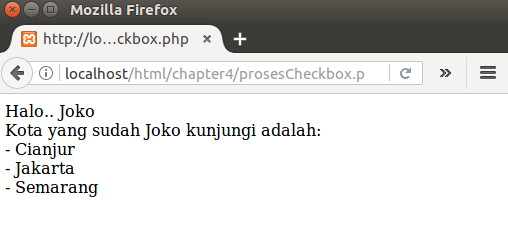 Mozilla Firefox
http://lo...ckbox.php
localhost/html/chapter4/prosesCheckbox.p
Halo.. Joko
Kota yang sudah Joko kunjungi adalah:
- Cianjur
- Jakarta
- Semarang